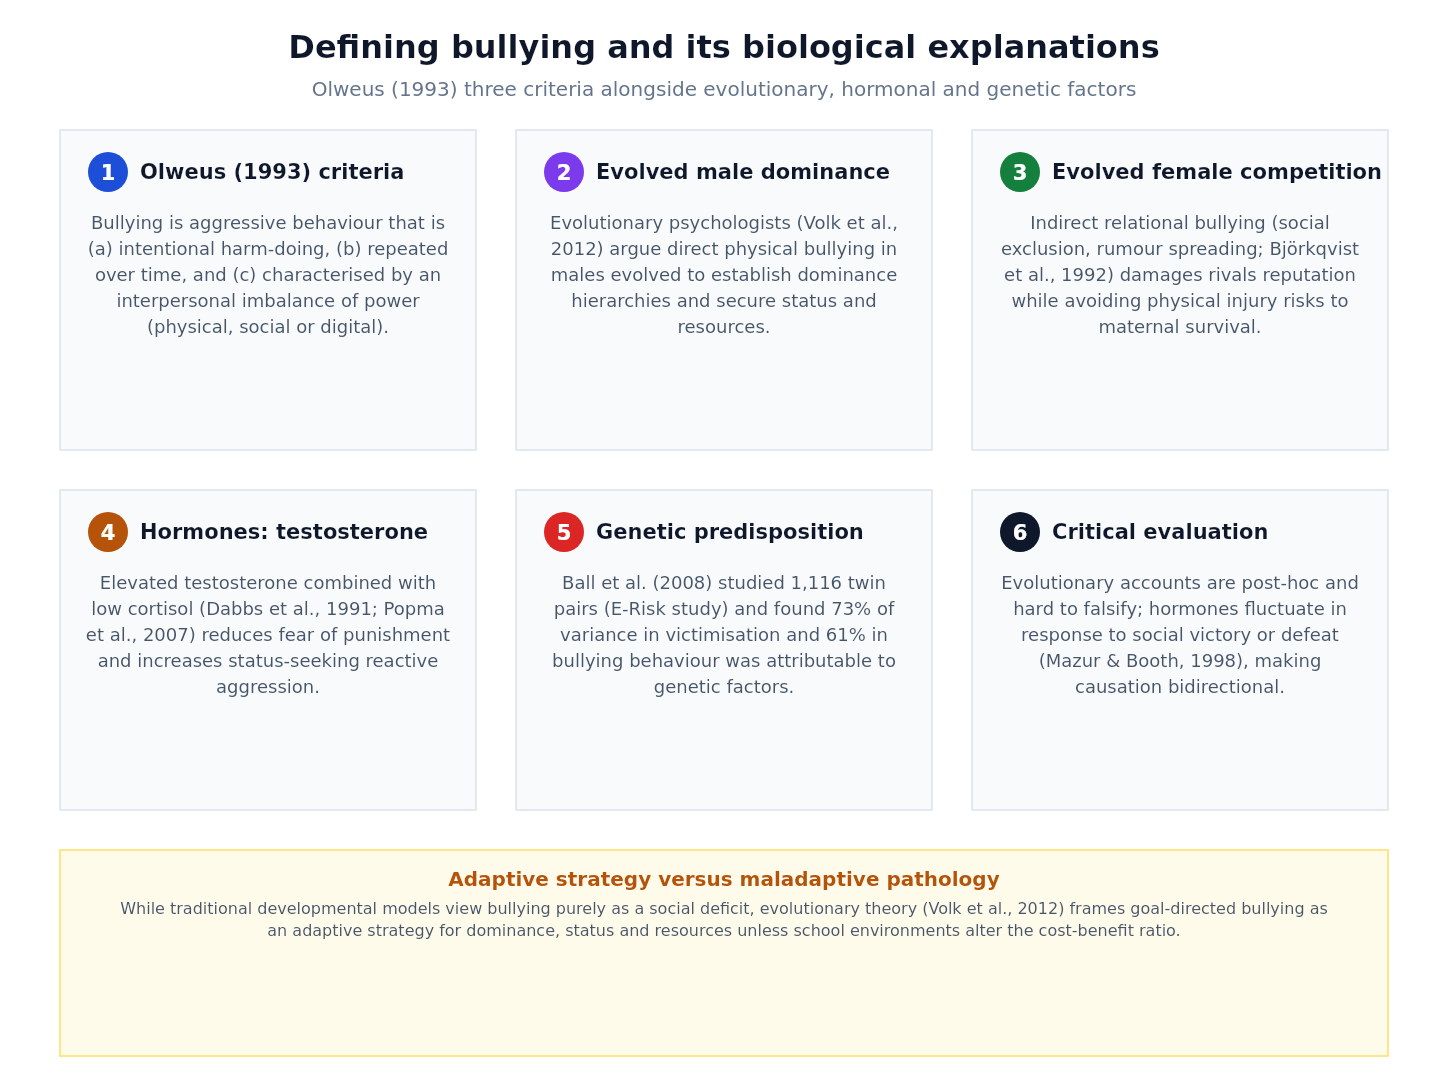 Defining bullying and its biological explanations
Olweus (1993) three criteria alongside evolutionary, hormonal and genetic factors
1 Olweus (1993) criteria
Bullying is aggressive behaviour that is
(a) intentional harm-doing, (b) repeated
over time, and (c) characterised by an
interpersonal imbalance of power
(physical, social or digital).
2 Evolved male dominance
Evolutionary psychologists (Volk et al.,
2012) argue direct physical bullying in
males evolved to establish dominance
hierarchies and secure status and
resources.
3 Evolved female competition
Indirect relational bullying (social
exclusion, rumour spreading; Björkqvist
et al., 1992) damages rivals reputation
while avoiding physical injury risks to
maternal survival.
4 Hormones: testosterone
Elevated testosterone combined with
low cortisol (Dabbs et al., 1991; Popma
et al., 2007) reduces fear of punishment
and increases status-seeking reactive
aggression.
5 Genetic predisposition
Ball et al. (2008) studied 1,116 twin
pairs (E-Risk study) and found 73% of
variance in victimisation and 61% in
bullying behaviour was attributable to
genetic factors.
6 Critical evaluation
Evolutionary accounts are post-hoc and
hard to falsify; hormones fluctuate in
response to social victory or defeat
(Mazur & Booth, 1998), making
causation bidirectional.
Adaptive strategy versus maladaptive pathology
While traditional developmental models view bullying purely as a social deficit, evolutionary theory (Volk et al., 2012) frames goal-directed bullying as
an adaptive strategy for dominance, status and resources unless school environments alter the cost-benefit ratio.